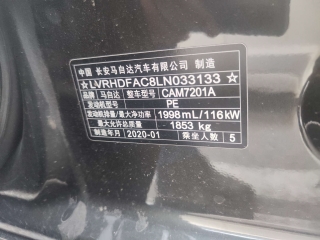 中国 长安马自达汽车有限公司 制造
☆LVRHDFAC8LN033133☆
品牌 马自达 整车型号 CAM7201A
发动机型号 PE
发动机排量/最大净功率 1998mL/116kW
最大允许总质量 1853 kg
制造年月 2020-01 乘坐人数 5